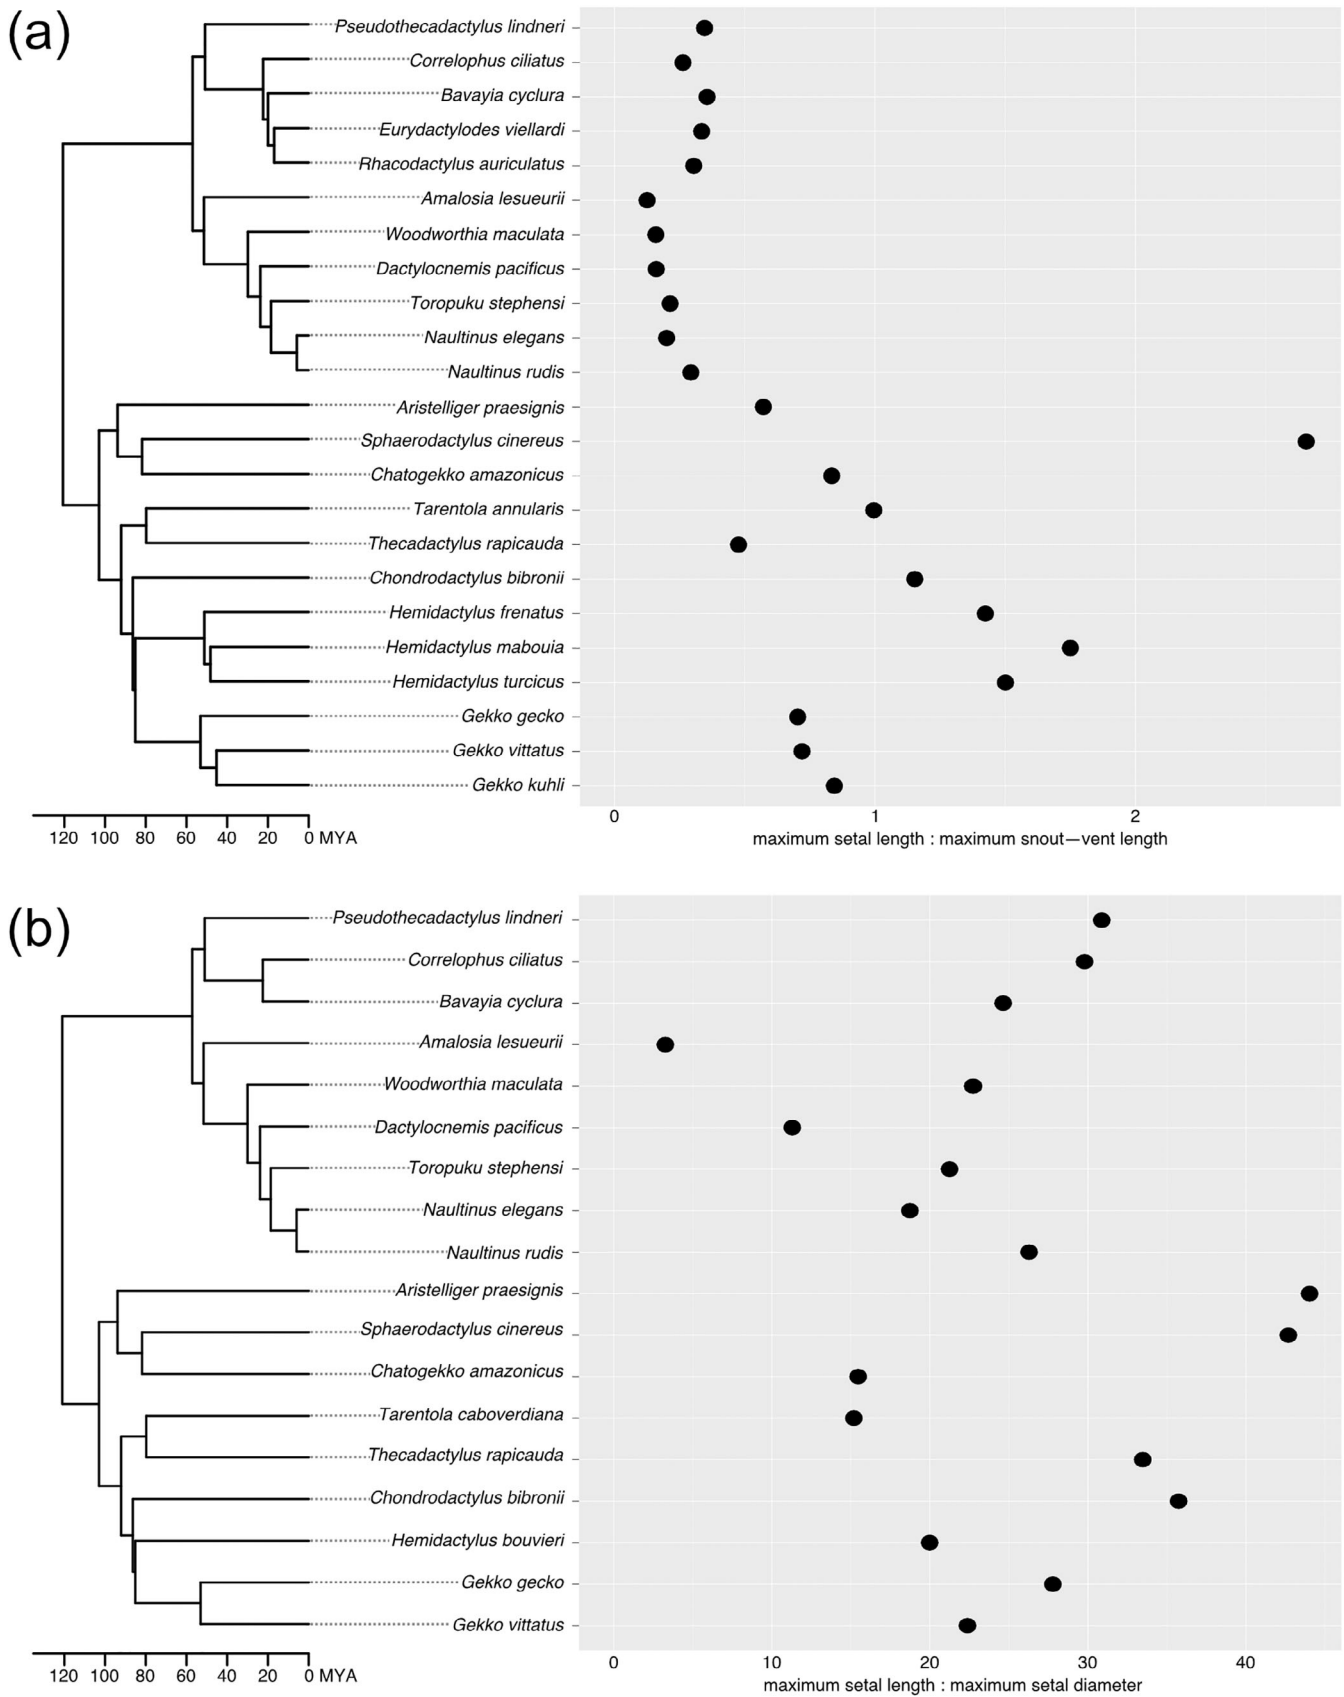 (a)
Pseudothecadactylus lindneri
Correlophus ciliatus
Bavayia cyclura
Eurydactylodes viellardi
Rhacodactylus auriculatus
Amalosia lesueurii
Woodworthia maculata
Dactylocnemis pacificus
Toropuku stephensi
Naultinus elegans
Naultinus rudis
Aristelliger praesignis
Sphaerodactylus cinereus
Chatogekko amazonicus
Tarentola annularis
Thecadactylus rapicauda
Chondrodactylus bibronii
Hemidactylus frenatus
Hemidactylus mabouia
Hemidactylus turcicus
Gekko gecko
Gekko vittatus
Gekko kuhli
0 1 2
120 100 80 60 40 20 0 MYA
maximum setal length : maximum snout—vent length
(b)
Pseudothecadactylus lindneri
Correlophus ciliatus
Bavayia cyclura
Amalosia lesueurii
Woodworthia maculata
Dactylocnemis pacificus
Toropuku stephensi
Naultinus elegans
Naultinus rudis
Aristelliger praesignis
Sphaerodactylus cinereus
Chatogekko amazonicus
Tarentola caboverdiana
Thecadactylus rapicauda
Chondrodactylus bibronii
Hemidactylus bouvieri
Gekko gecko
Gekko vittatus
0 10 20 30 40
120 100 80 60 40 20 0 MYA
maximum setal length : maximum setal diameter